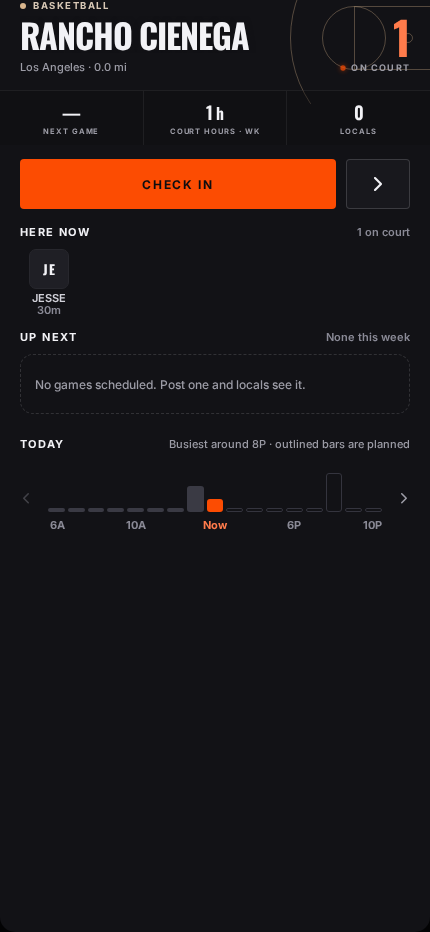 BASKETBALL
RANCHO CIENEGA
Los Angeles · 0.0 mi
1
ON COURT
—
NEXT GAME
1 h
COURT HOURS · WK
0
LOCALS
CHECK IN
HERE NOW
1 on court
JE
JESSE
30m
UP NEXT
None this week
No games scheduled. Post one and locals see it.
TODAY
Busiest around 8P · outlined bars are planned
6A 10A Now 6P 10P